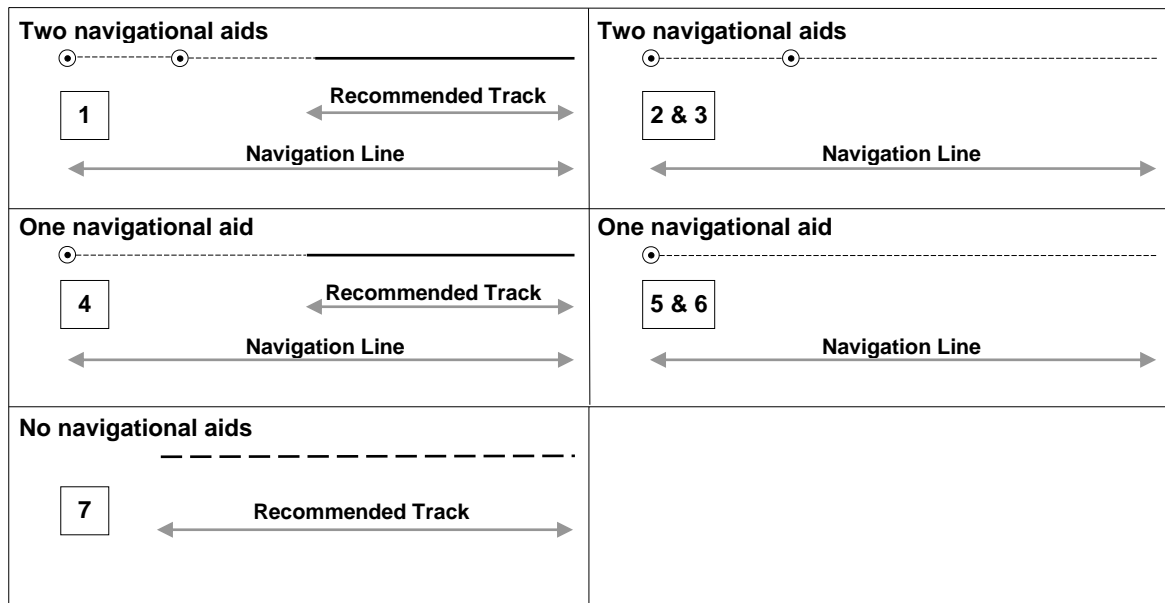 Two navigational aids
Recommended Track
1
Navigation Line
Two navigational aids
2 & 3
Navigation Line
One navigational aid
Recommended Track
4
Navigation Line
One navigational aid
5 & 6
Navigation Line
No navigational aids
7
Recommended Track